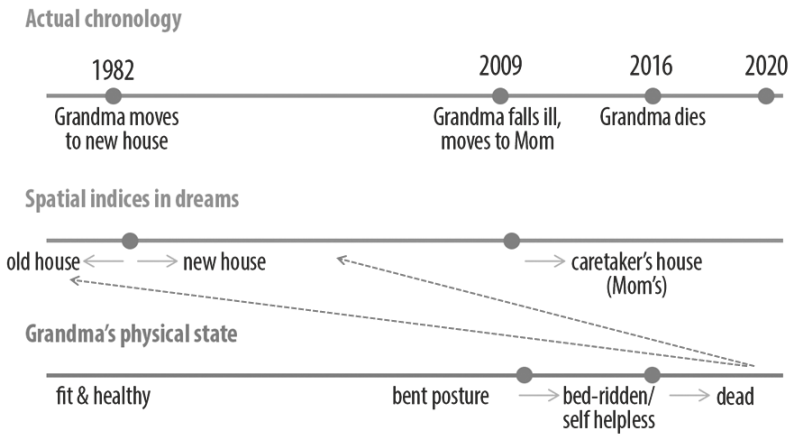 Actual chronology
1982 2009 2016 2020
Grandma moves
to new house
Grandma falls ill,
moves to Mom
Grandma dies
Spatial indices in dreams
old house new house
caretaker's house
(Mom's)
Grandma's physical state
fit & healthy bent posture
bed-ridden/
self helpless
dead